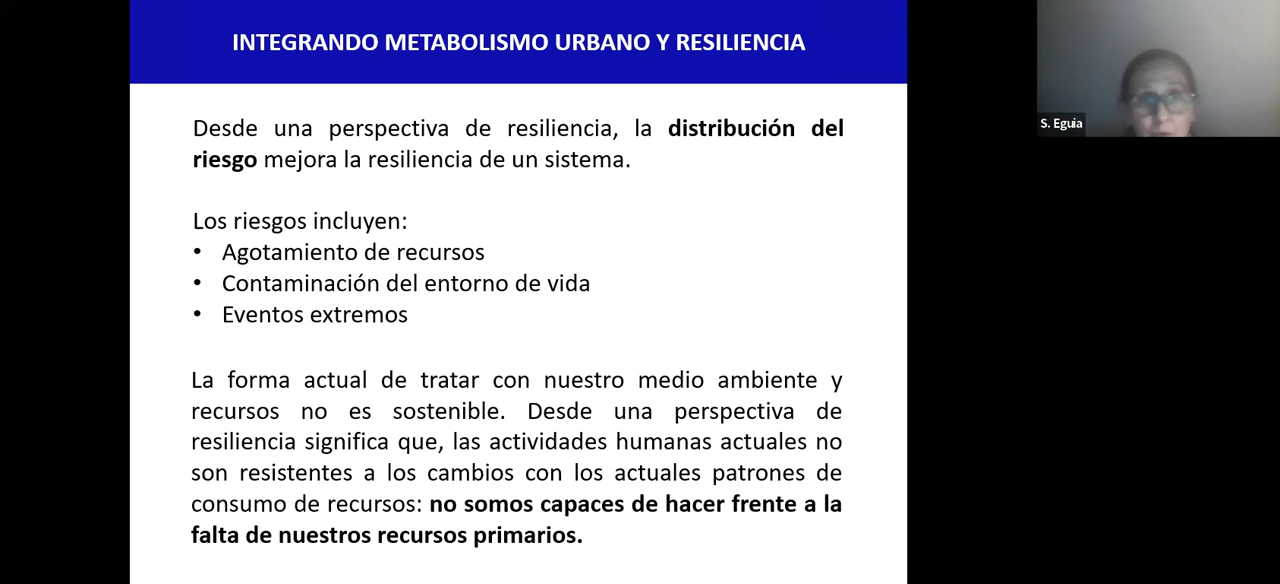 INTEGRANDO METABOLISMO URBANO Y RESILIENCIA
Desde una perspectiva de resiliencia, la distribución del
riesgo mejora la resiliencia de un sistema.
Los riesgos incluyen:
• Agotamiento de recursos
• Contaminación del entorno de vida
• Eventos extremos
La forma actual de tratar con nuestro medio ambiente y
recursos no es sostenible. Desde una perspectiva de
resiliencia significa que, las actividades humanas actuales no
son resistentes a los cambios con los actuales patrones de
consumo de recursos: no somos capaces de hacer frente a la
falta de nuestros recursos primarios.
S. Eguia